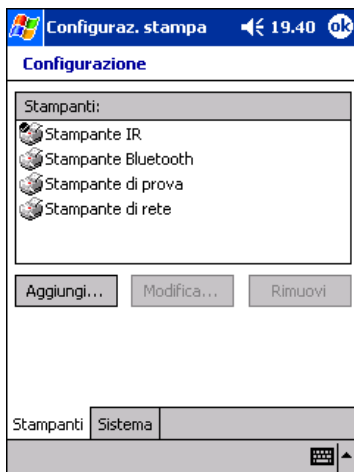 Configuraz. stampa 19.40 ok
Configurazione
Stampanti:
Stampante IR
Stampante Bluetooth
Stampante di prova
Stampante di rete
Aggiungi... Modifica... Rimuovi
Stampanti Sistema